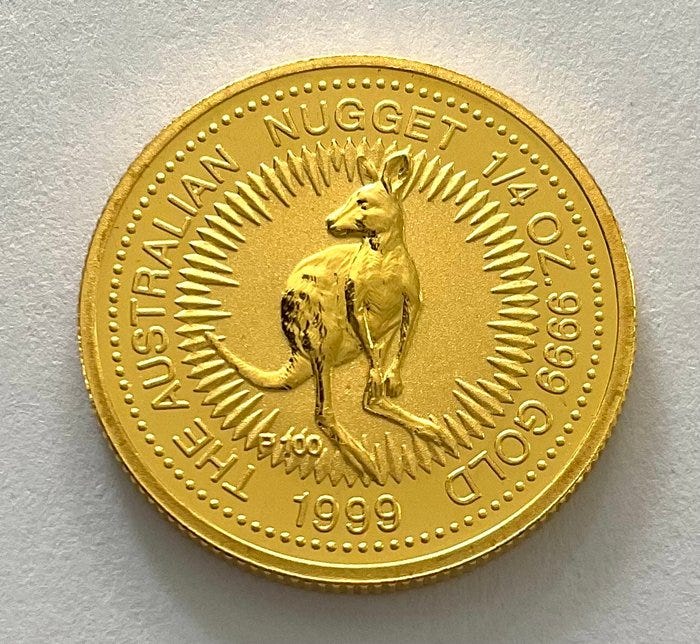 THE AUSTRALIAN NUGGET 1/4 OZ. 9999 GOLD
P100
1999